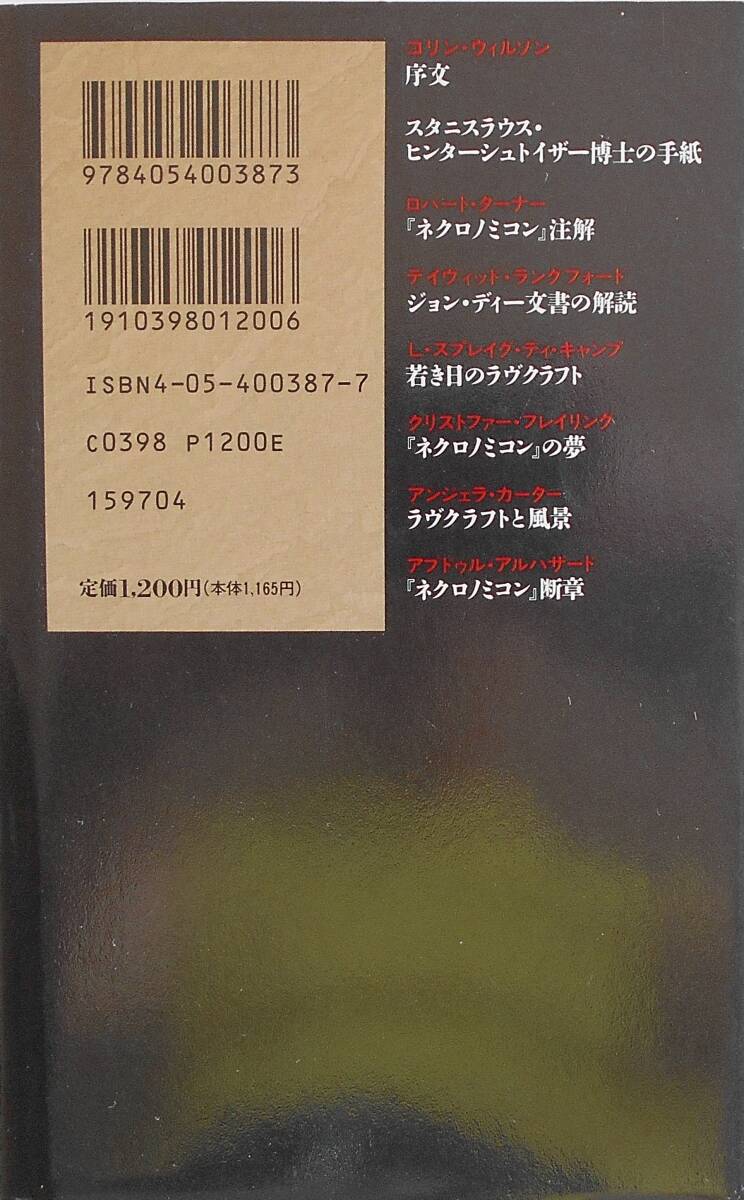 9784054003873
1910398012006
ISBN4-05-400387-7
C0398 P1200E
159704
定価1,200円(本体1,165円)
コリン・ウィルソン
序文
スタニスラウス・
ヒンターシュトイザー博士の手紙
ロバート・ターナー
『ネクロノミコン』注解
デイヴィッド・ラングフォード
ジョン・ディー文書の解読
L・スプレイグ・ディ・キャンプ
若き日のラヴクラフト
クリストファー・フレイリング
『ネクロノミコン』の夢
アンジェラ・カーター
ラヴクラフトと風景
アブドゥル・アルハザード
『ネクロノミコン』断章